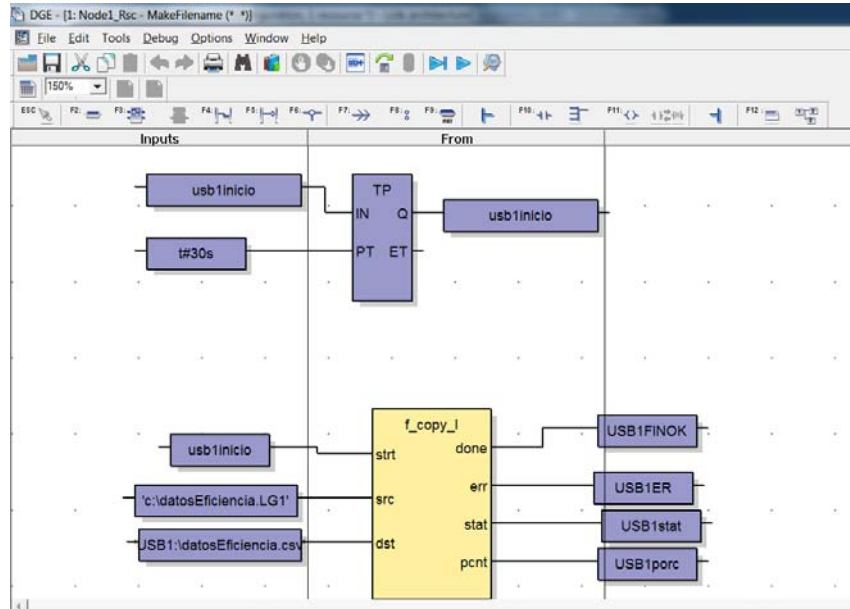 DGE - [1: Node1_Rsc - MakeFilename (* *)]
File Edit Tools Debug Options Window Help
150%
ESC F2: F3: F4: F5: F6: F7: F8: F9: F10: F11: F12:
Inputs From
usb1inicio
TP
IN Q
usb1inicio
t#30s
PT ET
f_copy_l
usb1inicio
strt
done
USB1FINOK
'c:\datosEficiencia.LG1'
src
err
USB1ER
stat
USB1stat
USB1:\datosEficiencia.csv
dst
pcnt
USB1porc